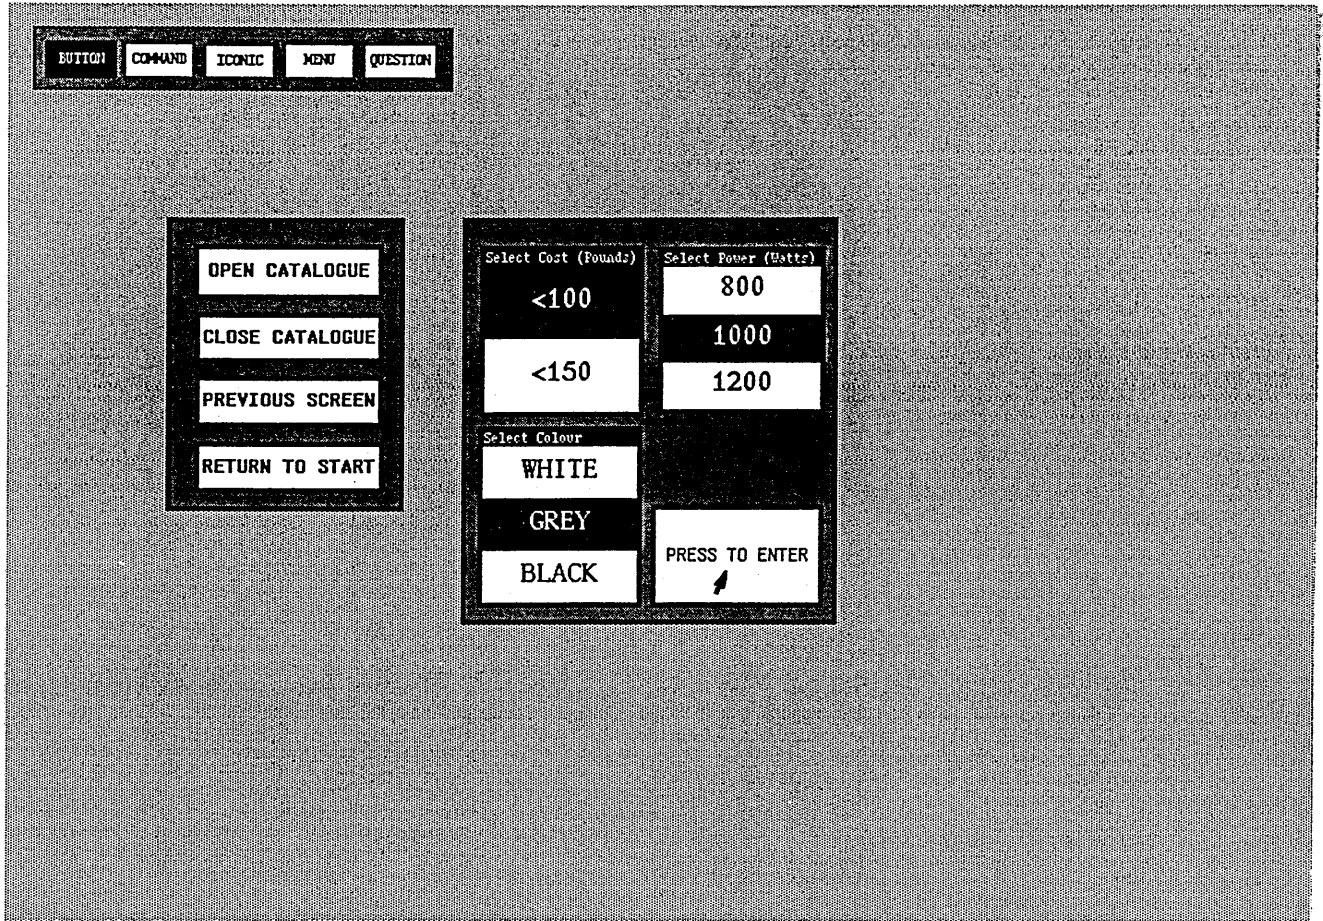 BUTTON COMMAND ICONIC MENU QUESTION
OPEN CATALOGUE
CLOSE CATALOGUE
PREVIOUS SCREEN
RETURN TO START
Select Cost (Pounds)
<100
<150
Select Power (Watts)
800
1000
1200
Select Colour
WHITE
GREY
BLACK
PRESS TO ENTER